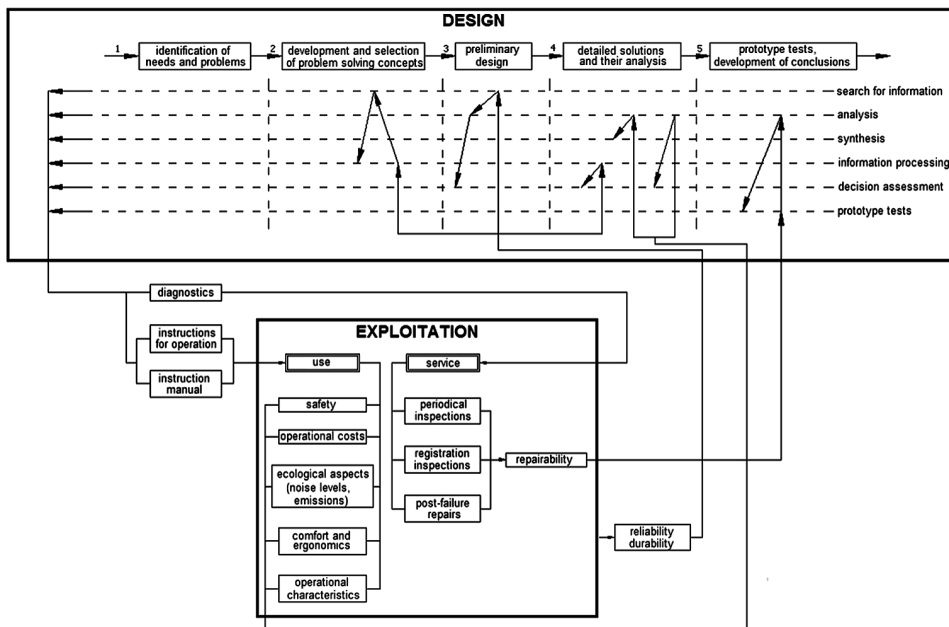 DESIGN
1
identification of
needs and problems
2
development and selection
of problem solving concepts
3
preliminary
design
4
detailed solutions
and their analysis
5
prototype tests,
development of conclusions
search for information
analysis
synthesis
information processing
decision assessment
prototype tests
diagnostics
instructions
for operation
instruction
manual
EXPLOITATION
use
service
safety
operational costs
ecological aspects
(noise levels,
emissions)
comfort and
ergonomics
operational
characteristics
periodical
inspections
registration
inspections
post-failure
repairs
repairability
reliability
durability